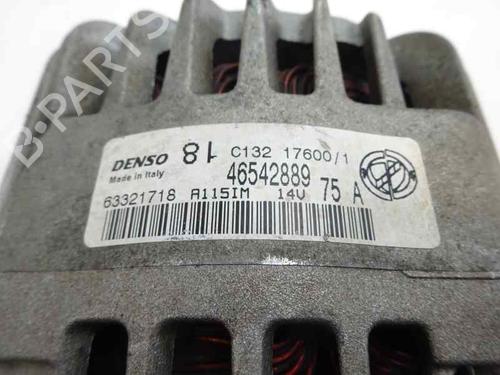 B-PARTS
DENSO 81 C132 17600/1
Made in Italy 46542889
63321718 A115IM 14V 75 A